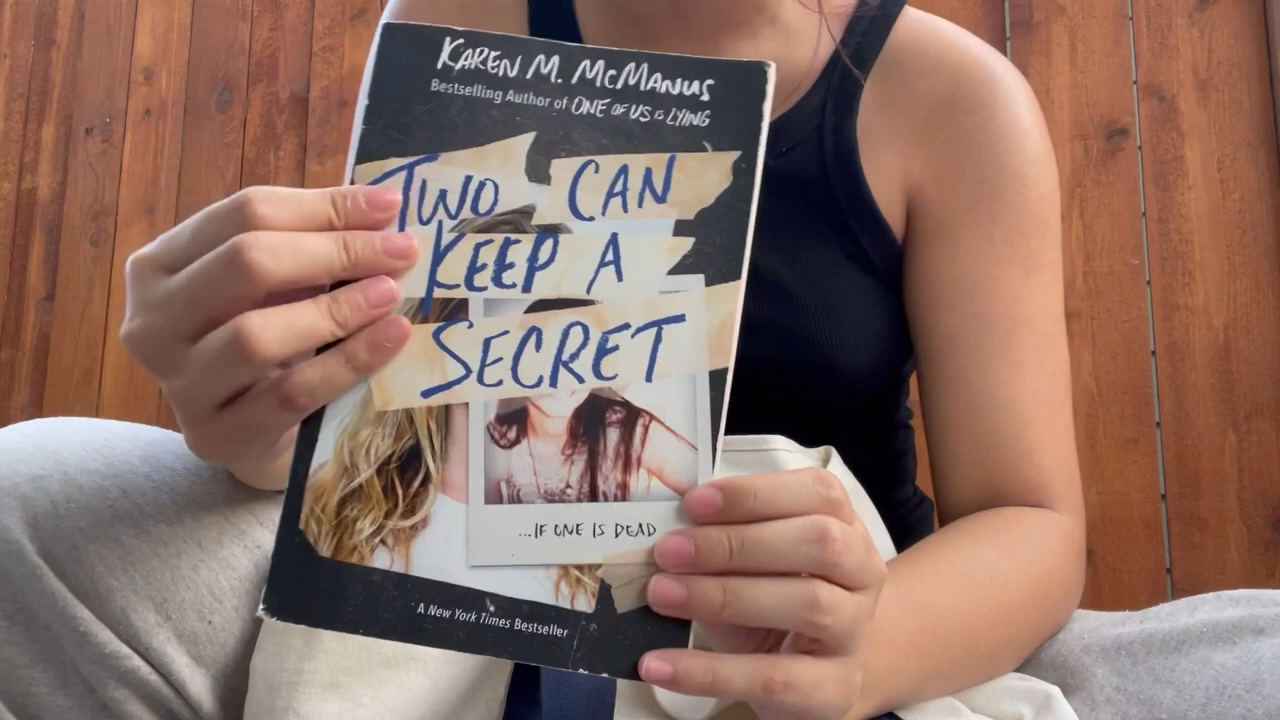 KAREN M. MCMANUS
Bestselling Author of ONE OF US IS LYING
TWO CAN
KEEP A
SECRET
...IF ONE IS DEAD
A New York Times Bestseller